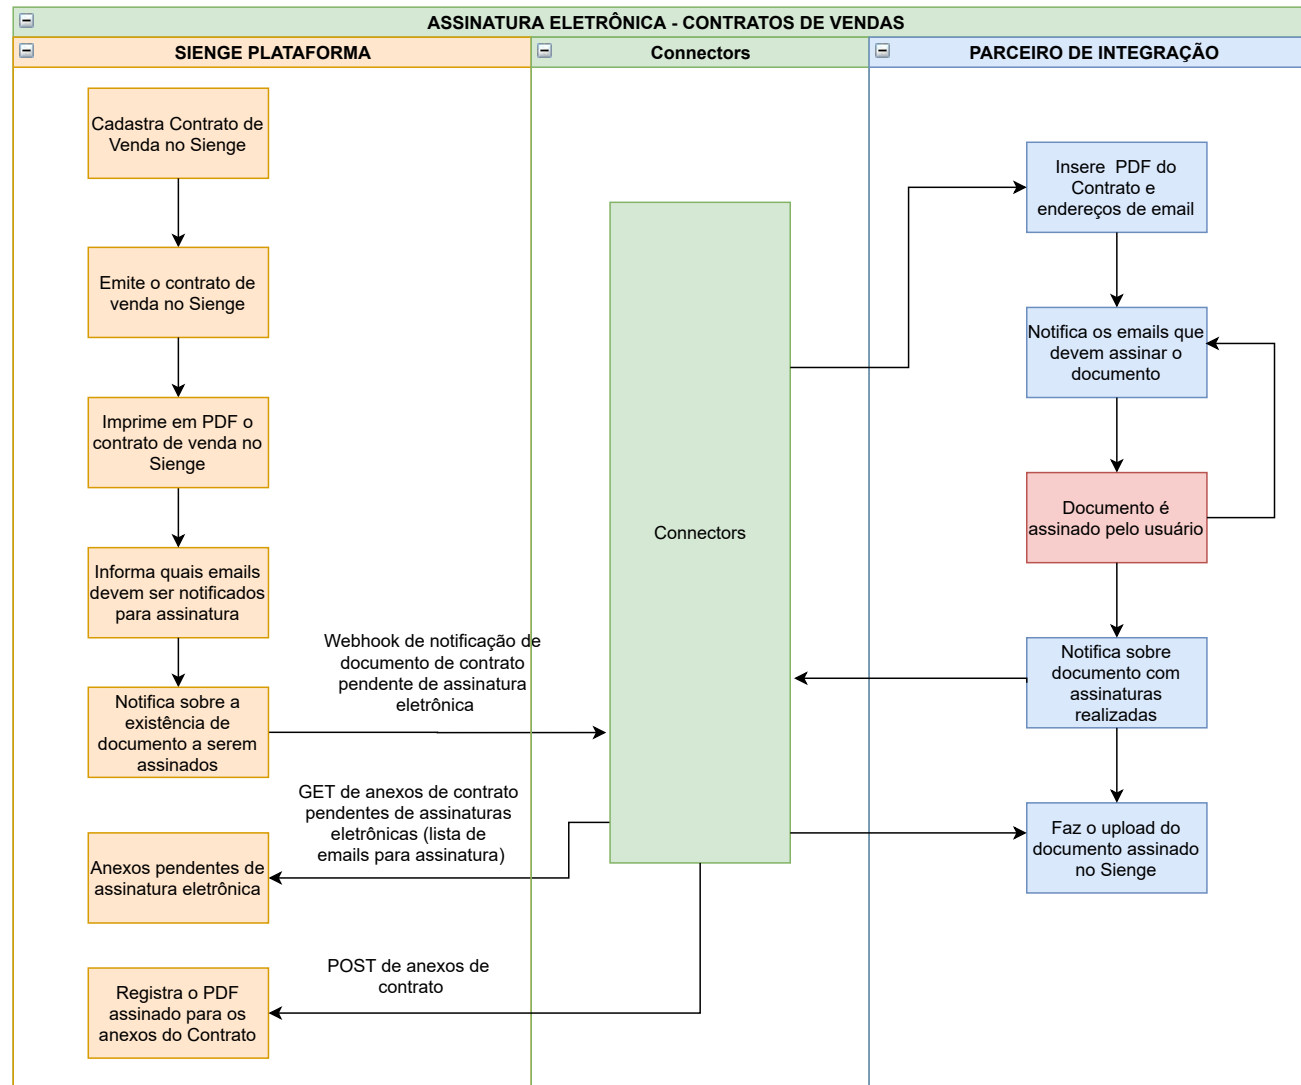 ASSINATURA ELETRÔNICA - CONTRATOS DE VENDAS
SIENGE PLATAFORMA
Connectors
PARCEIRO DE INTEGRAÇÃO
Cadastra Contrato de
Venda no Sienge
Emite o contrato de
venda no Sienge
Imprime em PDF o
contrato de venda no
Sienge
Informa quais emails
devem ser notificados
para assinatura
Notifica sobre a
existência de
documento a serem
assinados
Webhook de notificação de
documento de contrato
pendente de assinatura
eletrônica
GET de anexos de contrato
pendentes de assinaturas
eletrônicas (lista de
emails para assinatura)
Anexos pendentes de
assinatura eletrônica
POST de anexos de
contrato
Registra o PDF
assinado para os
anexos do Contrato
Connectors
Insere PDF do
Contrato e
endereços de email
Notifica os emails que
devem assinar o
documento
Documento é
assinado pelo usuário
Notifica sobre
documento com
assinaturas
realizadas
Faz o upload do
documento assinado
no Sienge